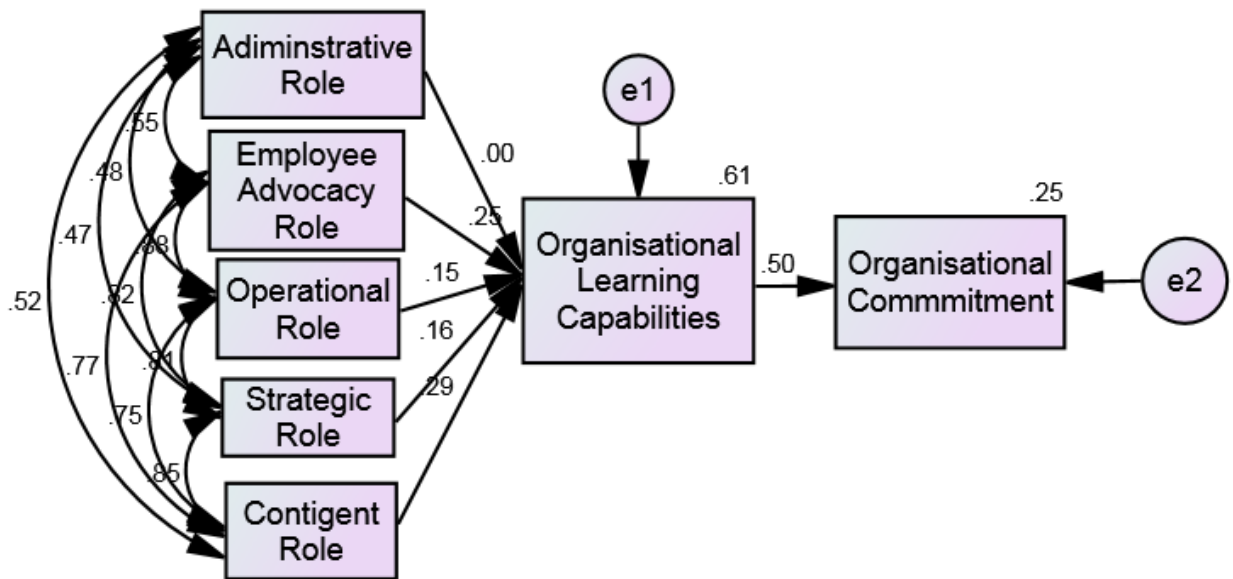 Adiminstrative
Role
e1
.55
.00
.61
Employee
Advocacy
Role
.48
.25
.25
.47
.88
Organisational
Learning
Capabilities
.50
Organisational
Commmitment
e2
Operational
Role
.15
.52
.82
.16
.77
.81
.29
Strategic
Role
.75
.85
Contigent
Role